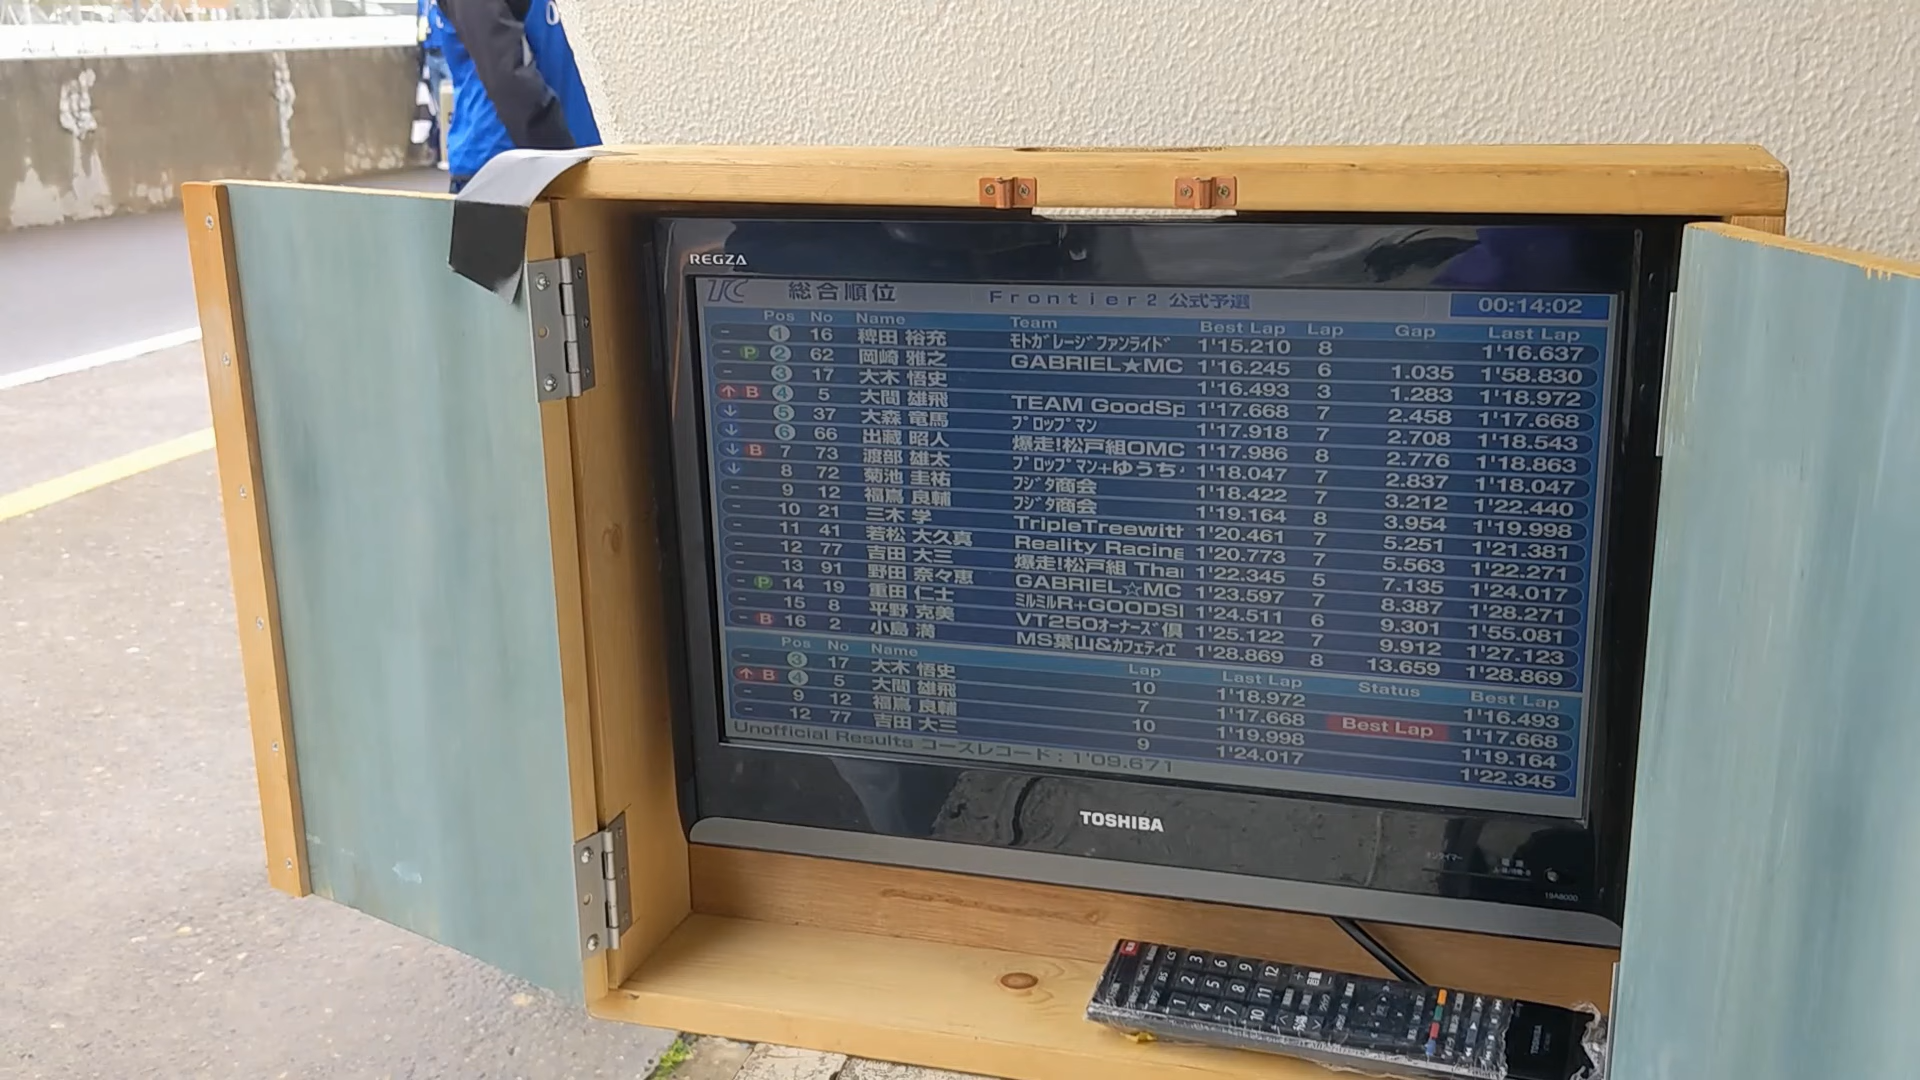 REGZA
TC 総合順位 Frontier2 公式予選 00:14:02
Pos No Name Team Best Lap Lap Gap Last Lap
- 1 16 稗田 裕充 ﾓﾄｶﾞﾚｰｼﾞﾌｧﾝﾗｲﾄﾞ 1'15.210 8 1'16.637
- P 2 62 岡崎 雅之 GABRIEL★MC 1'16.245 6 1.035 1'58.830
- 3 17 大木 悟史 1'16.493 3 1.283 1'18.972
↑ B 4 5 大間 雄飛 TEAM GoodSp 1'17.668 7 2.458 1'17.668
↓ 5 37 大森 竜馬 ﾌﾟﾛｯﾌﾟﾏﾝ 1'17.918 7 2.708 1'18.543
↓ 6 66 出蔵 昭人 爆走!松戸組OMC 1'17.986 8 2.776 1'18.863
↓ B 7 73 渡部 雄太 ﾌﾟﾛｯﾌﾟﾏﾝ+ゆうち 1'18.047 7 2.837 1'18.047
↓ 8 72 菊池 圭祐 ﾌｼﾞﾀ商会 1'18.422 7 3.212 1'22.440
- 9 12 福嶌 良輔 ﾌｼﾞﾀ商会 1'19.164 8 3.954 1'19.998
- 10 21 三木 学 TripleTreewith 1'20.461 7 5.251 1'21.381
- 11 41 若松 大久真 Reality Racing 1'20.773 7 5.563 1'22.271
- 12 77 吉田 大三 爆走!松戸組 Tha 1'22.345 5 7.135 1'24.017
- 13 91 野田 奈々恵 GABRIEL☆MC 1'23.597 7 8.387 1'28.271
- P 14 19 重田 仁士 ﾐﾙﾐﾙR+GOODSI 1'24.511 6 9.301 1'55.081
- 15 8 平野 克美 VT250ｵｰﾅｰｽﾞ倶 1'25.122 7 9.912 1'27.123
- B 16 2 小島 満 MS葉山&ｶﾌｪﾃｨｴ 1'28.869 8 13.659 1'28.869
Pos No Name Lap Last Lap Status Best Lap
- 3 17 大木 悟史 10 1'18.972 1'16.493
↑ B 4 5 大間 雄飛 7 1'17.668 Best Lap 1'17.668
- 9 12 福嶌 良輔 10 1'19.998 1'19.164
- 12 77 吉田 大三 9 1'24.017 1'22.345
Unofficial Results コースレコード : 1'09.671
TOSHIBA
19A8000
3 6 9 12
2 5 8 11
1 4 7 10
TOSHIBA